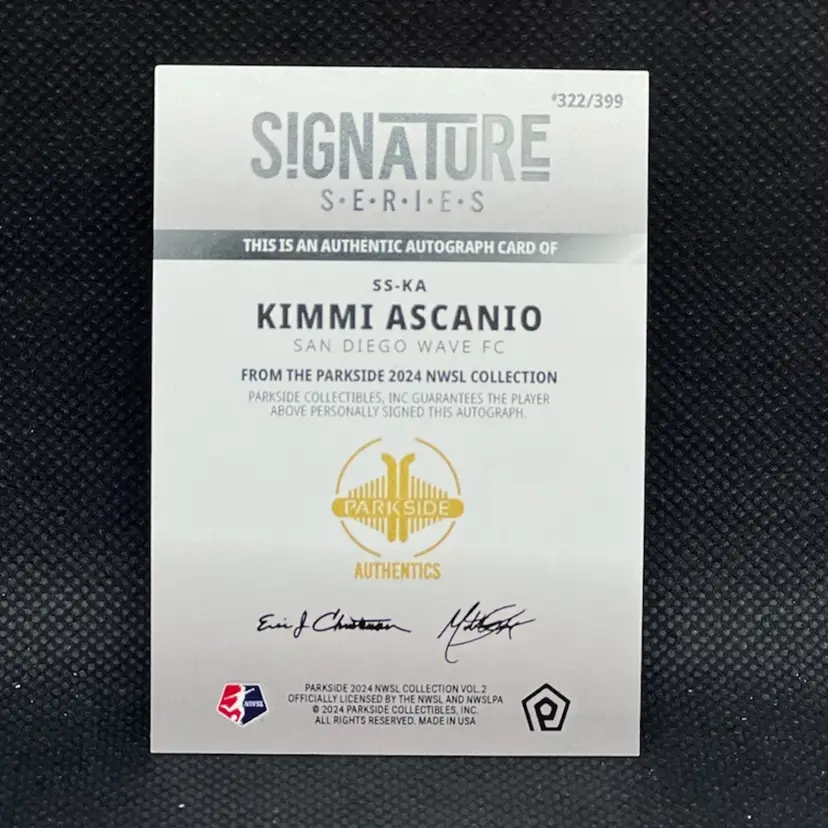 #322/399
SIGNATURE
S•E•R•I•E•S
THIS IS AN AUTHENTIC AUTOGRAPH CARD OF
SS-KA
KIMMI ASCANIO
SAN DIEGO WAVE FC
FROM THE PARKSIDE 2024 NWSL COLLECTION
PARKSIDE COLLECTIBLES, INC GUARANTEES THE PLAYER
ABOVE PERSONALLY SIGNED THIS AUTOGRAPH.
PARKSIDE
AUTHENTICS
Eric J
NWSL
PARKSIDE 2024 NWSL COLLECTION VOL.2
OFFICIALLY LICENSED BY THE NWSL AND NWSLPA
© 2024 PARKSIDE COLLECTIBLES, INC.
ALL RIGHTS RESERVED. MADE IN USA